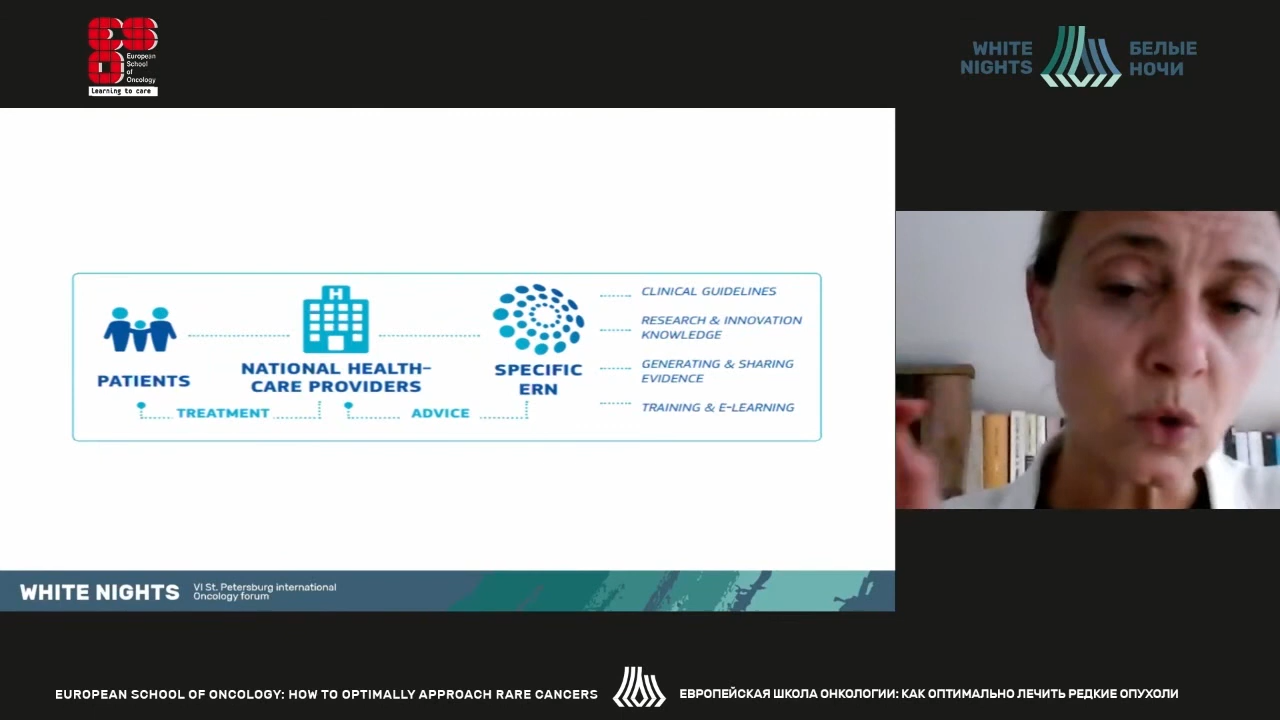 European
School
of
Oncology
Learning to care
WHITE
NIGHTS
БЕЛЫЕ
НОЧИ
H
PATIENTS
NATIONAL HEALTH-
CARE PROVIDERS
SPECIFIC
ERN
TREATMENT
ADVICE
CLINICAL GUIDELINES
RESEARCH & INNOVATION
KNOWLEDGE
GENERATING & SHARING
EVIDENCE
TRAINING & E-LEARNING
WHITE NIGHTS
VI St. Petersburg international
Oncology forum
EUROPEAN SCHOOL OF ONCOLOGY: HOW TO OPTIMALLY APPROACH RARE CANCERS
ЕВРОПЕЙСКАЯ ШКОЛА ОНКОЛОГИИ: КАК ОПТИМАЛЬНО ЛЕЧИТЬ РЕДКИЕ ОПУХОЛИ